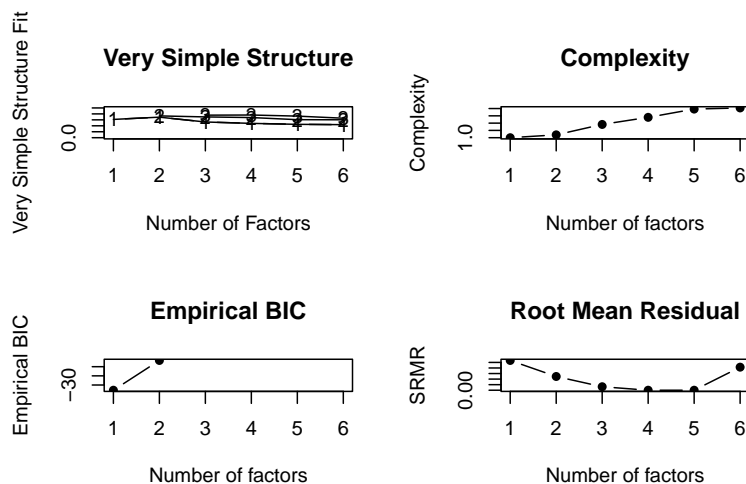 Very Simple Structure
Very Simple Structure Fit
0.0
1 2 3 4 5 6
Number of Factors
Complexity
Complexity
1.0
1 2 3 4 5 6
Number of factors
Empirical BIC
Empirical BIC
−30
1 2 3 4 5 6
Number of factors
Root Mean Residual
SRMR
0.00
1 2 3 4 5 6
Number of factors